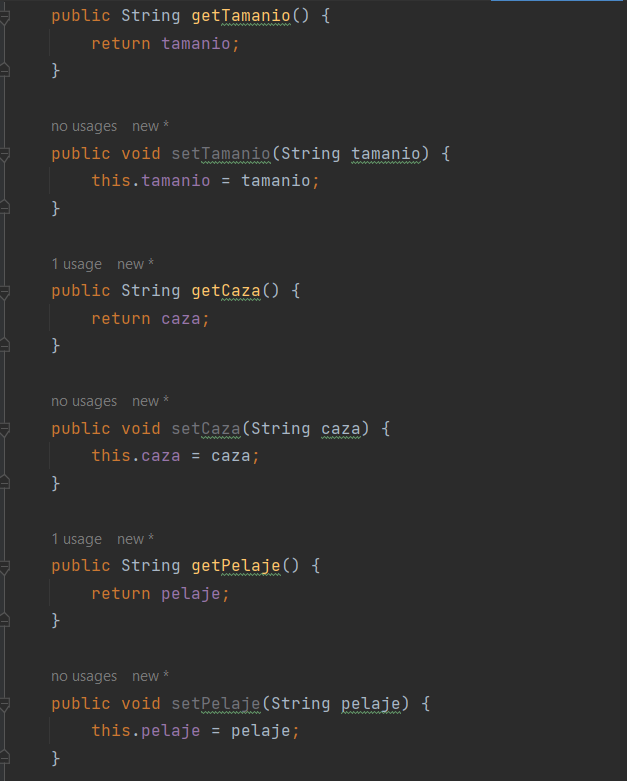 public String getTamanio() {
return tamanio;
}
no usages new *
public void setTamanio(String tamanio) {
this.tamanio = tamanio;
}
1 usage new *
public String getCaza() {
return caza;
}
no usages new *
public void setCaza(String caza) {
this.caza = caza;
}
1 usage new *
public String getPelaje() {
return pelaje;
}
no usages new *
public void setPelaje(String pelaje) {
this.pelaje = pelaje;
}